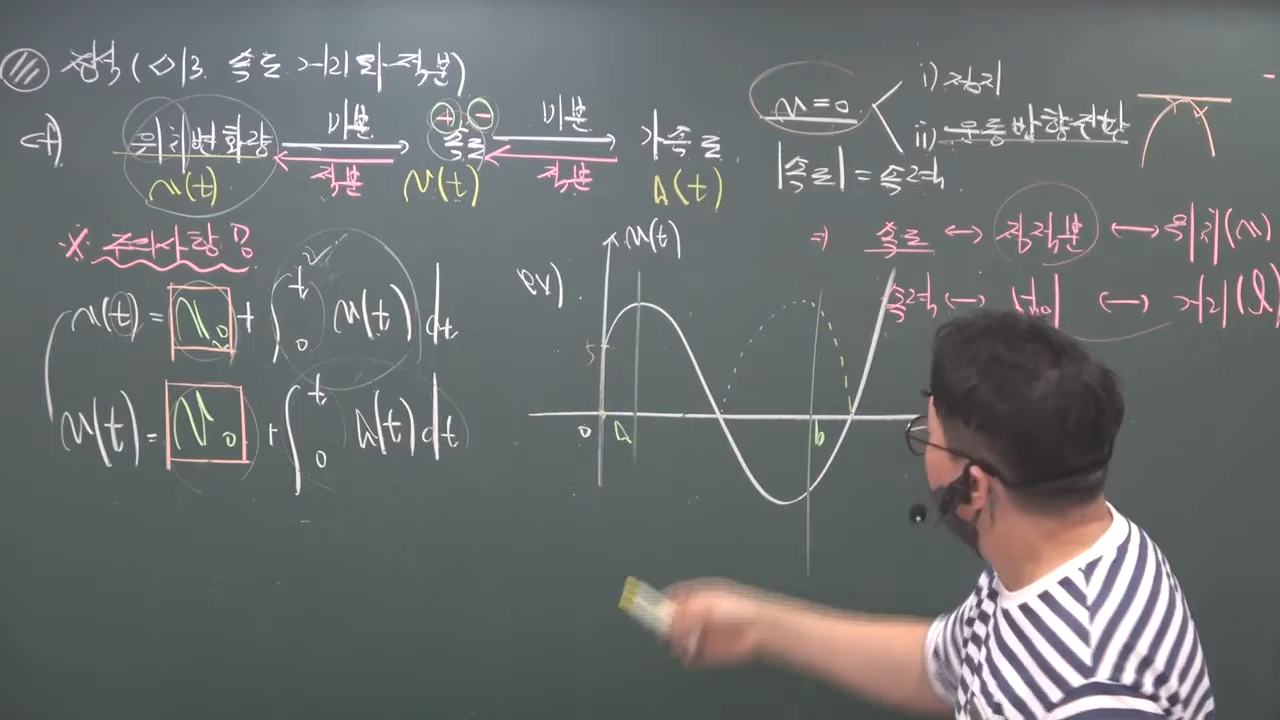 정적 (미3. 속도 거리와 적분)
위치변화량 미분 ⊕ ⊖ 속도 미분 가속도
적분 적분
v(t) a(t)
※ 주의사항
x(t) = x₀ + ∫₀ᵗ v(t) dt
v(t) = v₀ + ∫₀ᵗ a(t) dt
ex).
v(t)
5
0 a b
v=0
i) 정지
ii) 운동방향전환
|속도| = 속력
⇒ 속도 ↔ 정적분 ↔ 위치(x)
속력 ↔ 넓이 ↔ 거리(l)